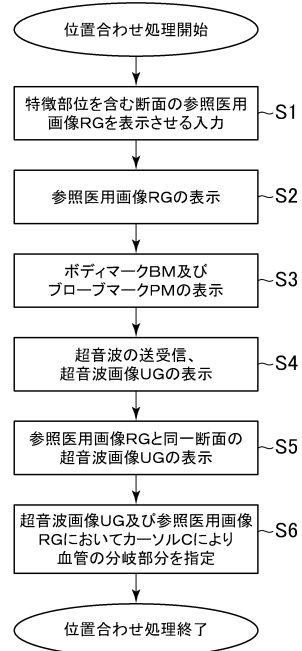 位置合わせ処理開始
特徴部位を含む断面の参照医用
画像RGを表示させる入力
S1
参照医用画像RGの表示
S2
ボディマークBM及び
プローブマークPMの表示
S3
超音波の送受信、
超音波画像UGの表示
S4
参照医用画像RGと同一断面の
超音波画像UGの表示
S5
超音波画像UG及び参照医用画像
RGにおいてカーソルCにより
血管の分岐部分を指定
S6
位置合わせ処理終了